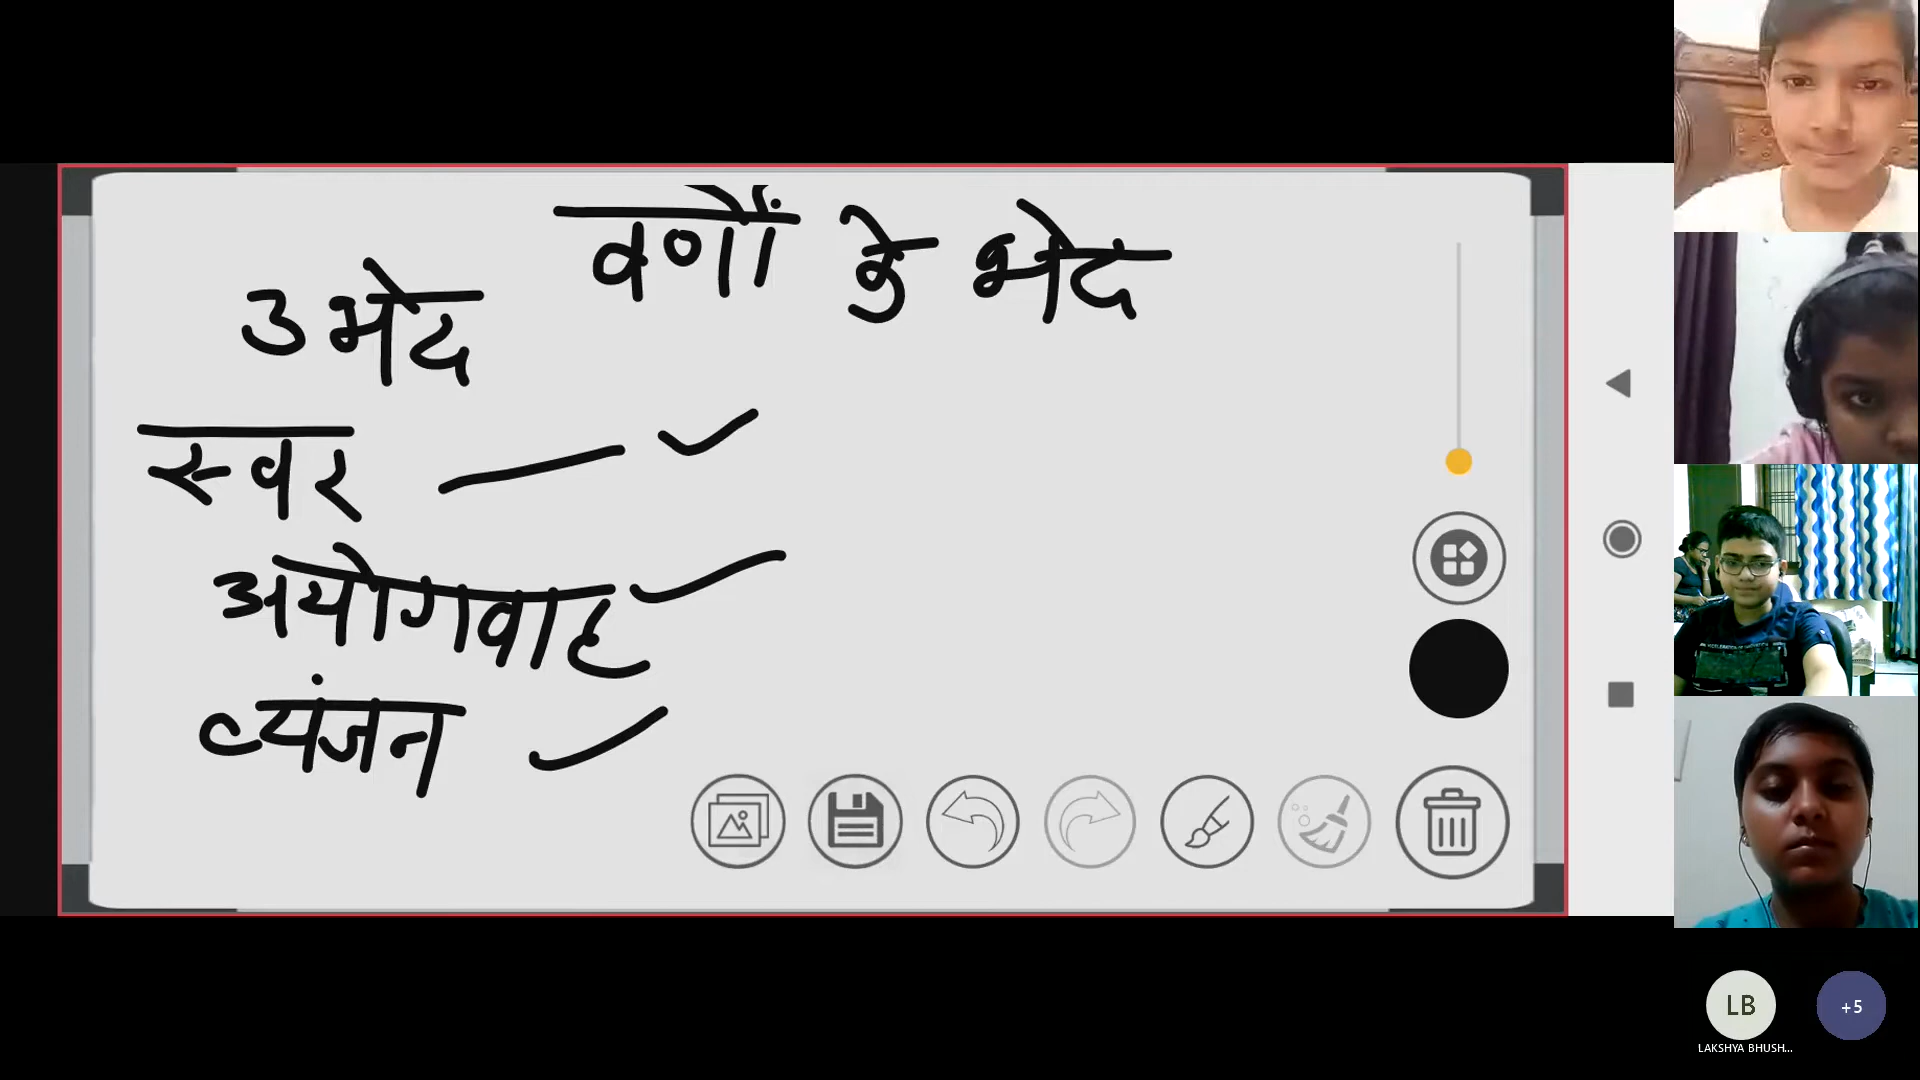 वर्णों के भेद
3 भेद
स्वर
अयोगवाह
व्यंजन
LB
+5
LAKSHYA BHUSH...